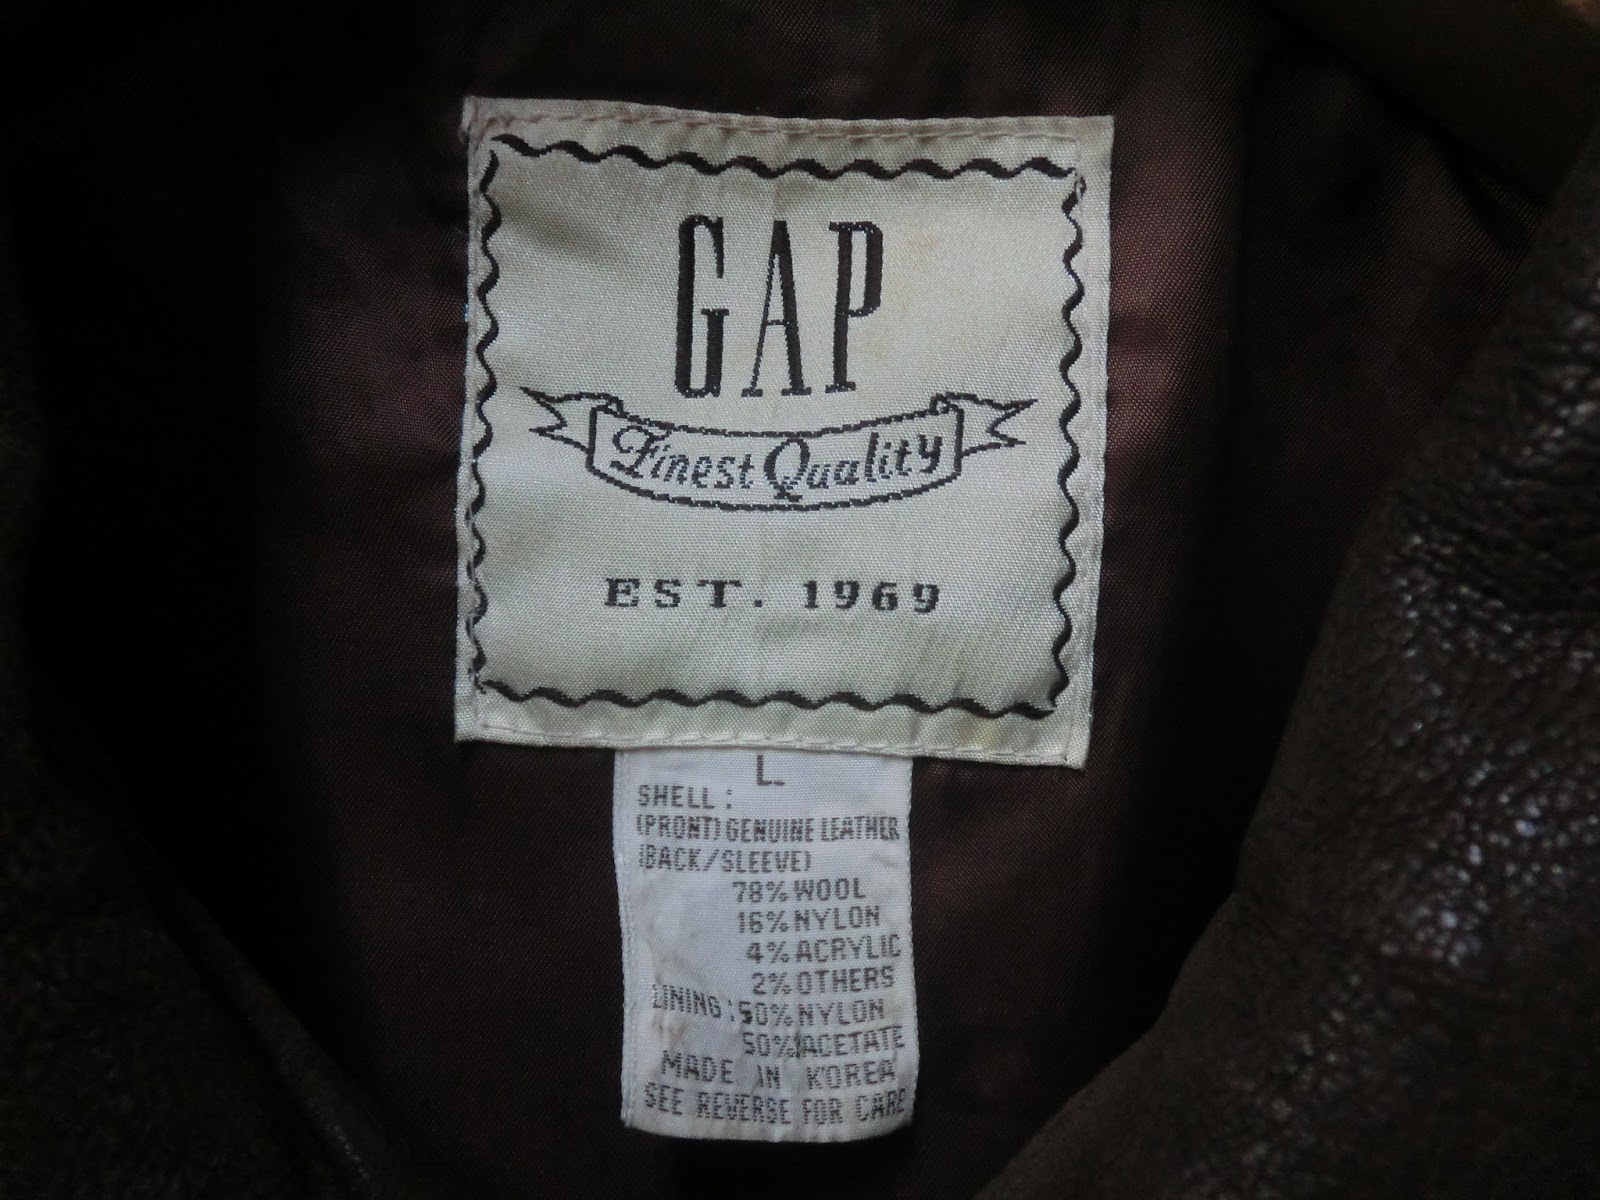 GAP
Finest Quality
EST. 1969
L
SHELL:
(PRONT) GENUINE LEATHER
(BACK/SLEEVE)
78% WOOL
16% NYLON
4% ACRYLIC
2% OTHERS
LINING: 50% NYLON
50% ACETATE
MADE IN KOREA
SEE REVERSE FOR CARE